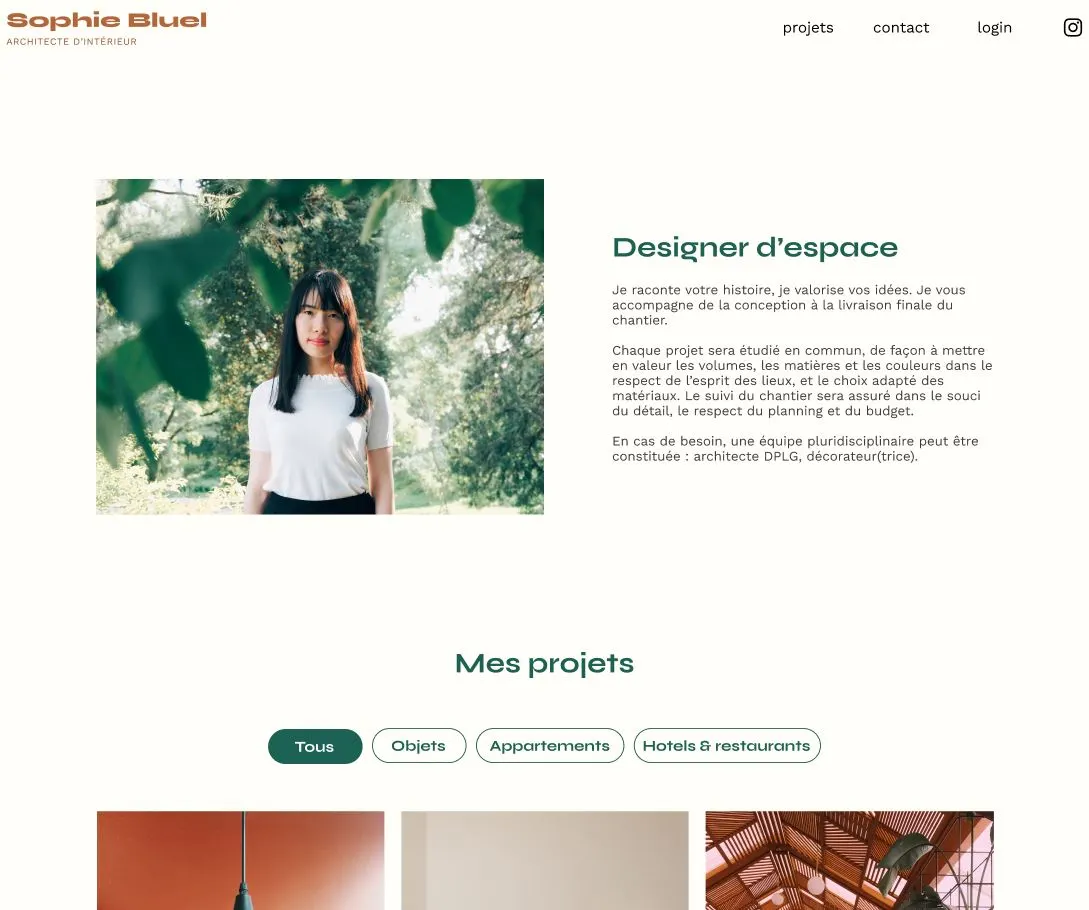 Sophie Bluel
ARCHITECTE D'INTÉRIEUR
projets
contact
login
Designer d’espace
Je raconte votre histoire, je valorise vos idées. Je vous
accompagne de la conception à la livraison finale du
chantier.
Chaque projet sera étudié en commun, de façon à mettre
en valeur les volumes, les matières et les couleurs dans le
respect de l’esprit des lieux, et le choix adapté des
matériaux. Le suivi du chantier sera assuré dans le souci
du détail, le respect du planning et du budget.
En cas de besoin, une équipe pluridisciplinaire peut être
constituée : architecte DPLG, décorateur(trice).
Mes projets
Tous
Objets
Appartements
Hotels & restaurants